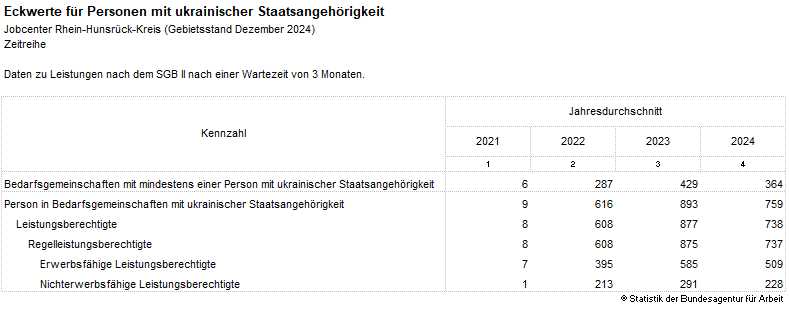 Eckwerte für Personen mit ukrainischer Staatsangehörigkeit
Jobcenter Rhein-Hunsrück-Kreis (Gebietsstand Dezember 2024)
Zeitreihe
Daten zu Leistungen nach dem SGB II nach einer Wartezeit von 3 Monaten.
Kennzahl
Jahresdurchschnitt
2021 2022 2023 2024
1 2 3 4
Bedarfsgemeinschaften mit mindestens einer Person mit ukrainischer Staatsangehörigkeit 6 287 429 364
Person in Bedarfsgemeinschaften mit ukrainischer Staatsangehörigkeit 9 616 893 759
Leistungsberechtigte 8 608 877 738
Regelleistungsberechtigte 8 608 875 737
Erwerbsfähige Leistungsberechtigte 7 395 585 509
Nichterwerbsfähige Leistungsberechtigte 1 213 291 228
© Statistik der Bundesagentur für Arbeit